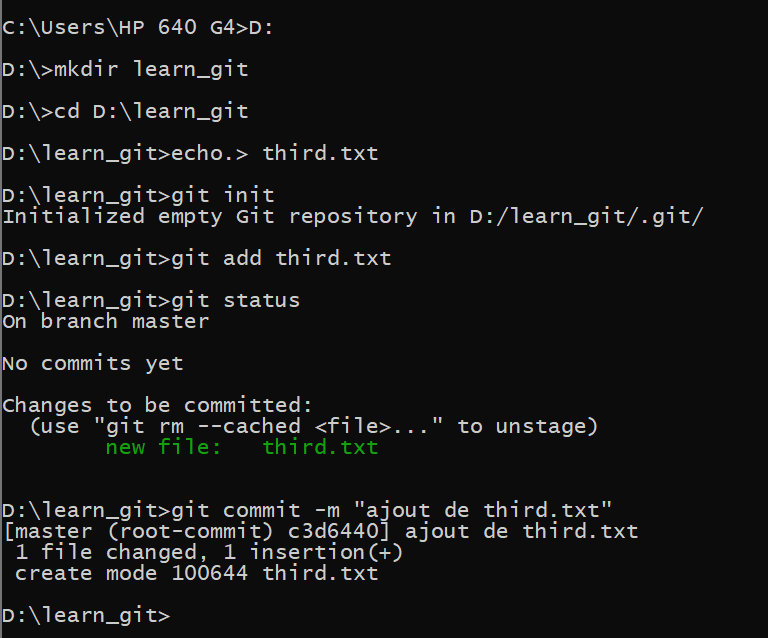 C:\Users\HP 640 G4>D:
D:\>mkdir learn_git
D:\>cd D:\learn_git
D:\learn_git>echo.> third.txt
D:\learn_git>git init
Initialized empty Git repository in D:/learn_git/.git/
D:\learn_git>git add third.txt
D:\learn_git>git status
On branch master
No commits yet
Changes to be committed:
  (use "git rm --cached <file>..." to unstage)
        new file:   third.txt
D:\learn_git>git commit -m "ajout de third.txt"
[master (root-commit) c3d6440] ajout de third.txt
 1 file changed, 1 insertion(+)
 create mode 100644 third.txt
D:\learn_git>